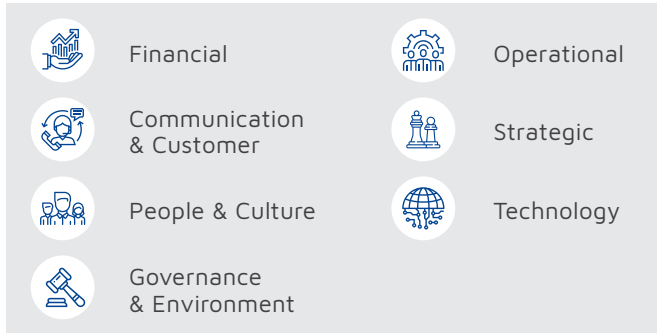 Financial
Communication
& Customer
People & Culture
Governance
& Environment
Operational
Strategic
Technology